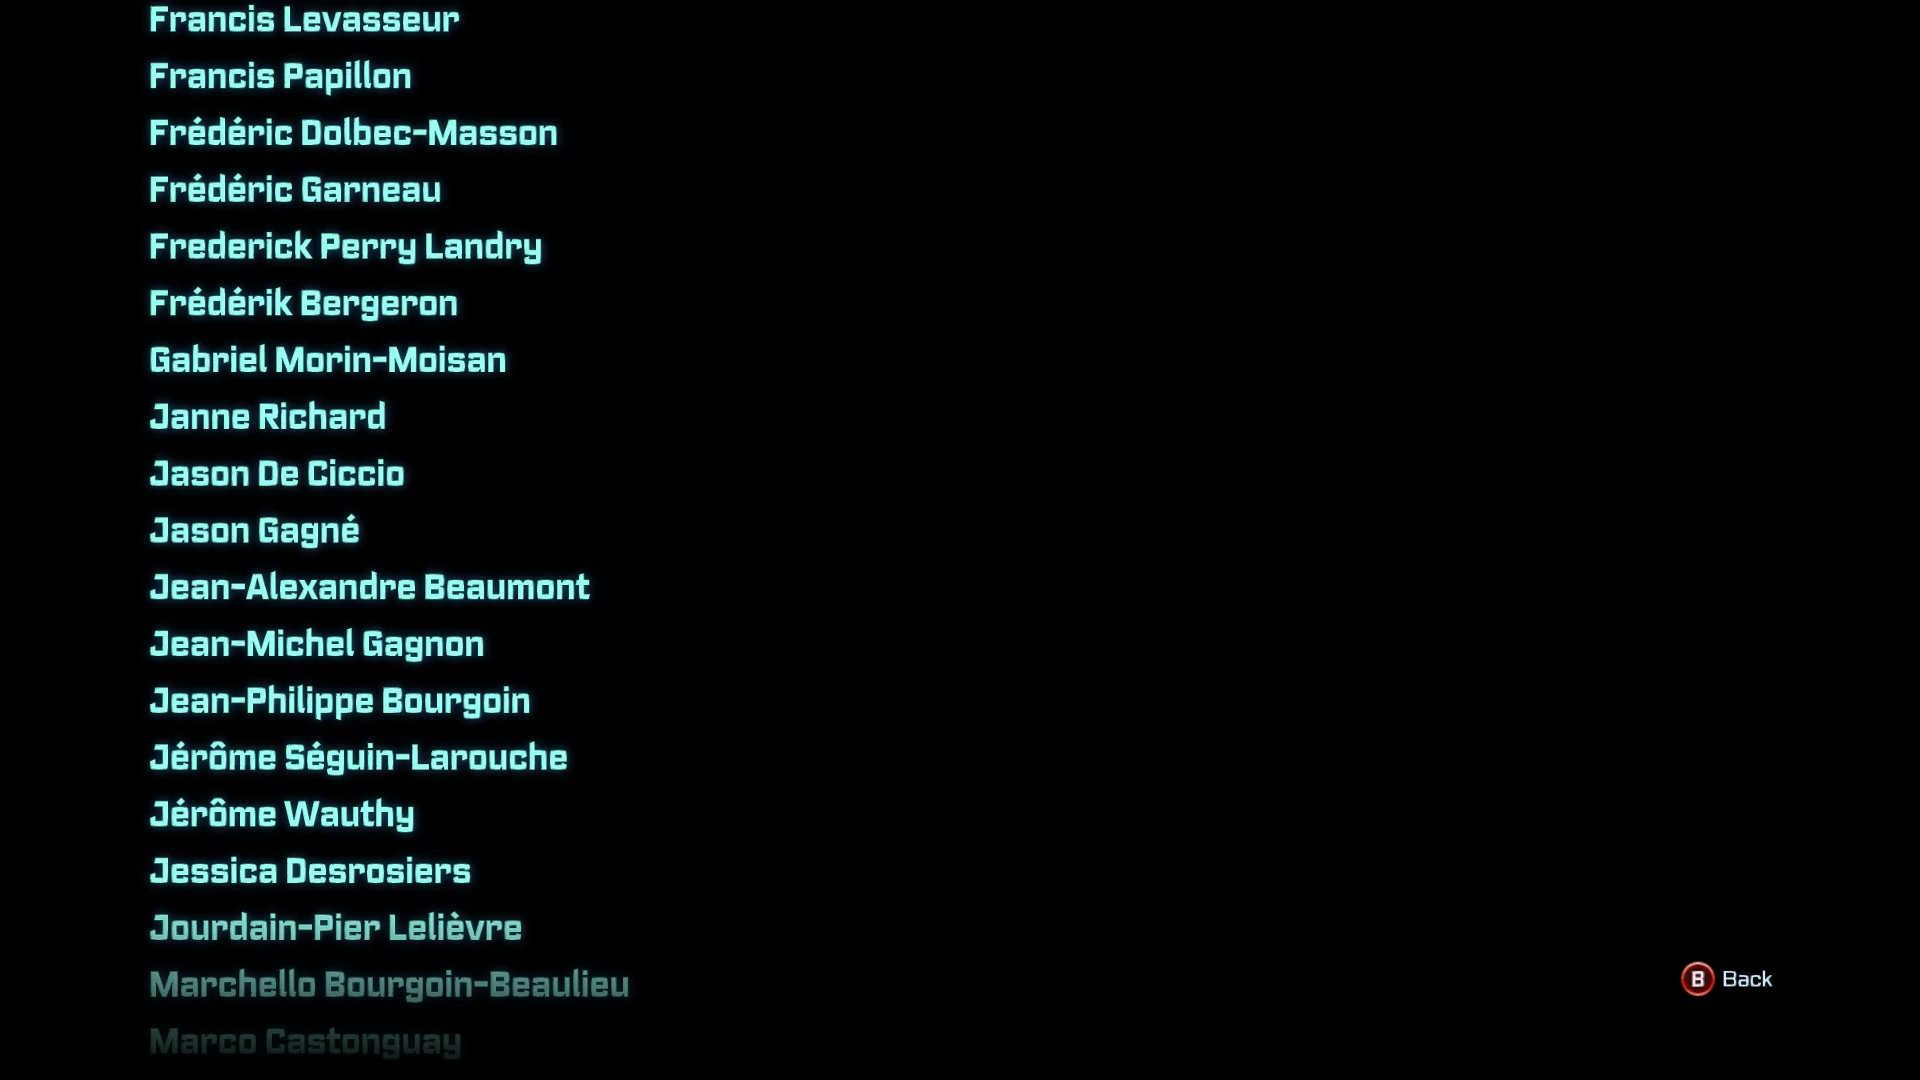 Francis Levasseur
Francis Papillon
Frédéric Dolbec-Masson
Frédéric Garneau
Frederick Perry Landry
Frédérik Bergeron
Gabriel Morin-Moisan
Janne Richard
Jason De Ciccio
Jason Gagné
Jean-Alexandre Beaumont
Jean-Michel Gagnon
Jean-Philippe Bourgoin
Jérôme Séguin-Larouche
Jérôme Wauthy
Jessica Desrosiers
Jourdain-Pier Lelièvre
Marchello Bourgoin-Beaulieu
B Back
Marco Castonguay